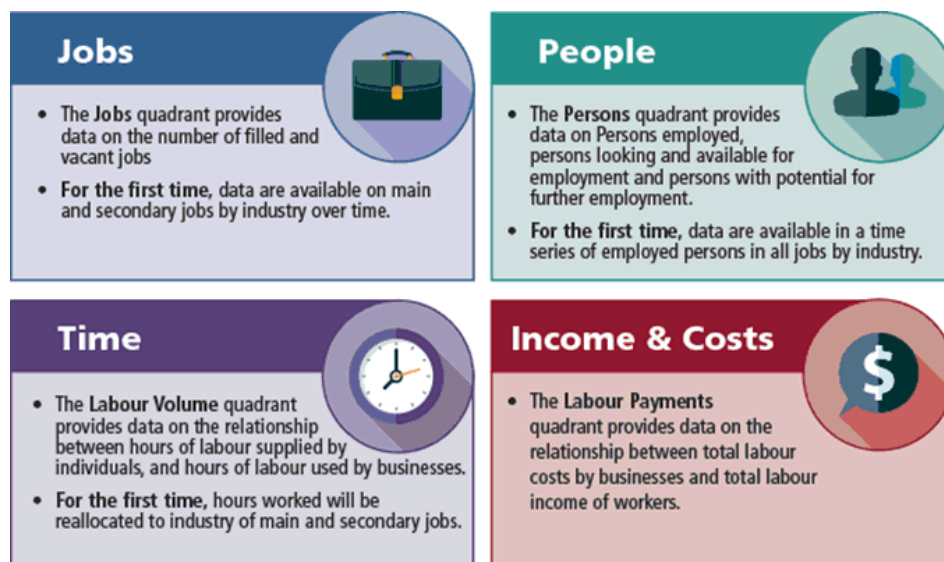 Jobs
• The Jobs quadrant provides
data on the number of filled and
vacant jobs
• For the first time, data are available on main
and secondary jobs by industry over time.
People
• The Persons quadrant provides
data on Persons employed,
persons looking and available for
employment and persons with potential for
further employment.
• For the first time, data are available in a time
series of employed persons in all jobs by industry.
Time
• The Labour Volume quadrant
provides data on the relationship
between hours of labour supplied by
individuals, and hours of labour used by businesses.
• For the first time, hours worked will be
reallocated to industry of main and secondary jobs.
Income & Costs
$
• The Labour Payments
quadrant provides data on the
relationship between total labour
costs by businesses and total labour
income of workers.